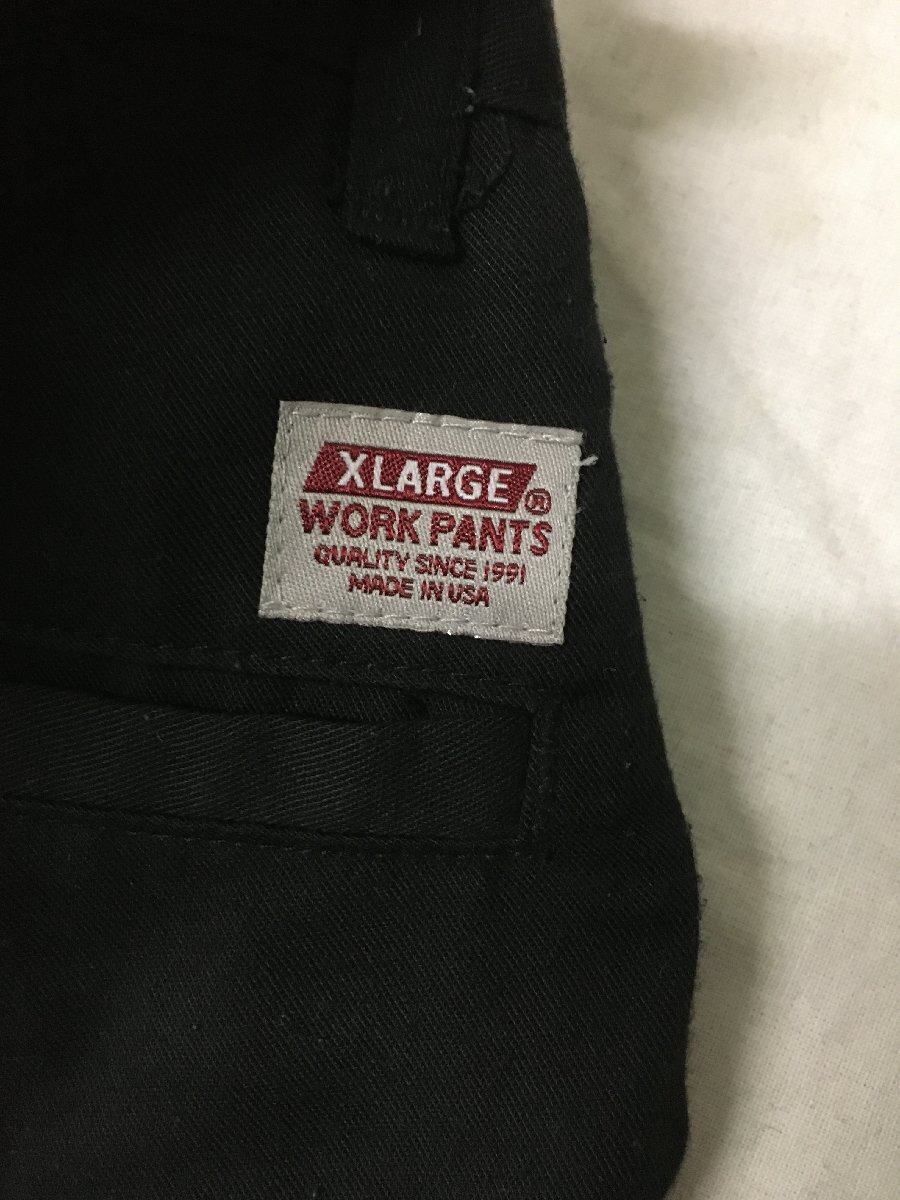 XLARGE®
WORK PANTS
QUALITY SINCE 1991
MADE IN USA